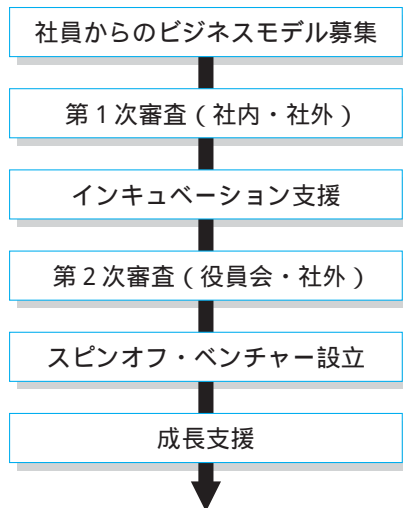 社員からのビジネスモデル募集
第1次審査（社内・社外）
インキュベーション支援
第2次審査（役員会・社外）
スピンオフ・ベンチャー設立
成長支援